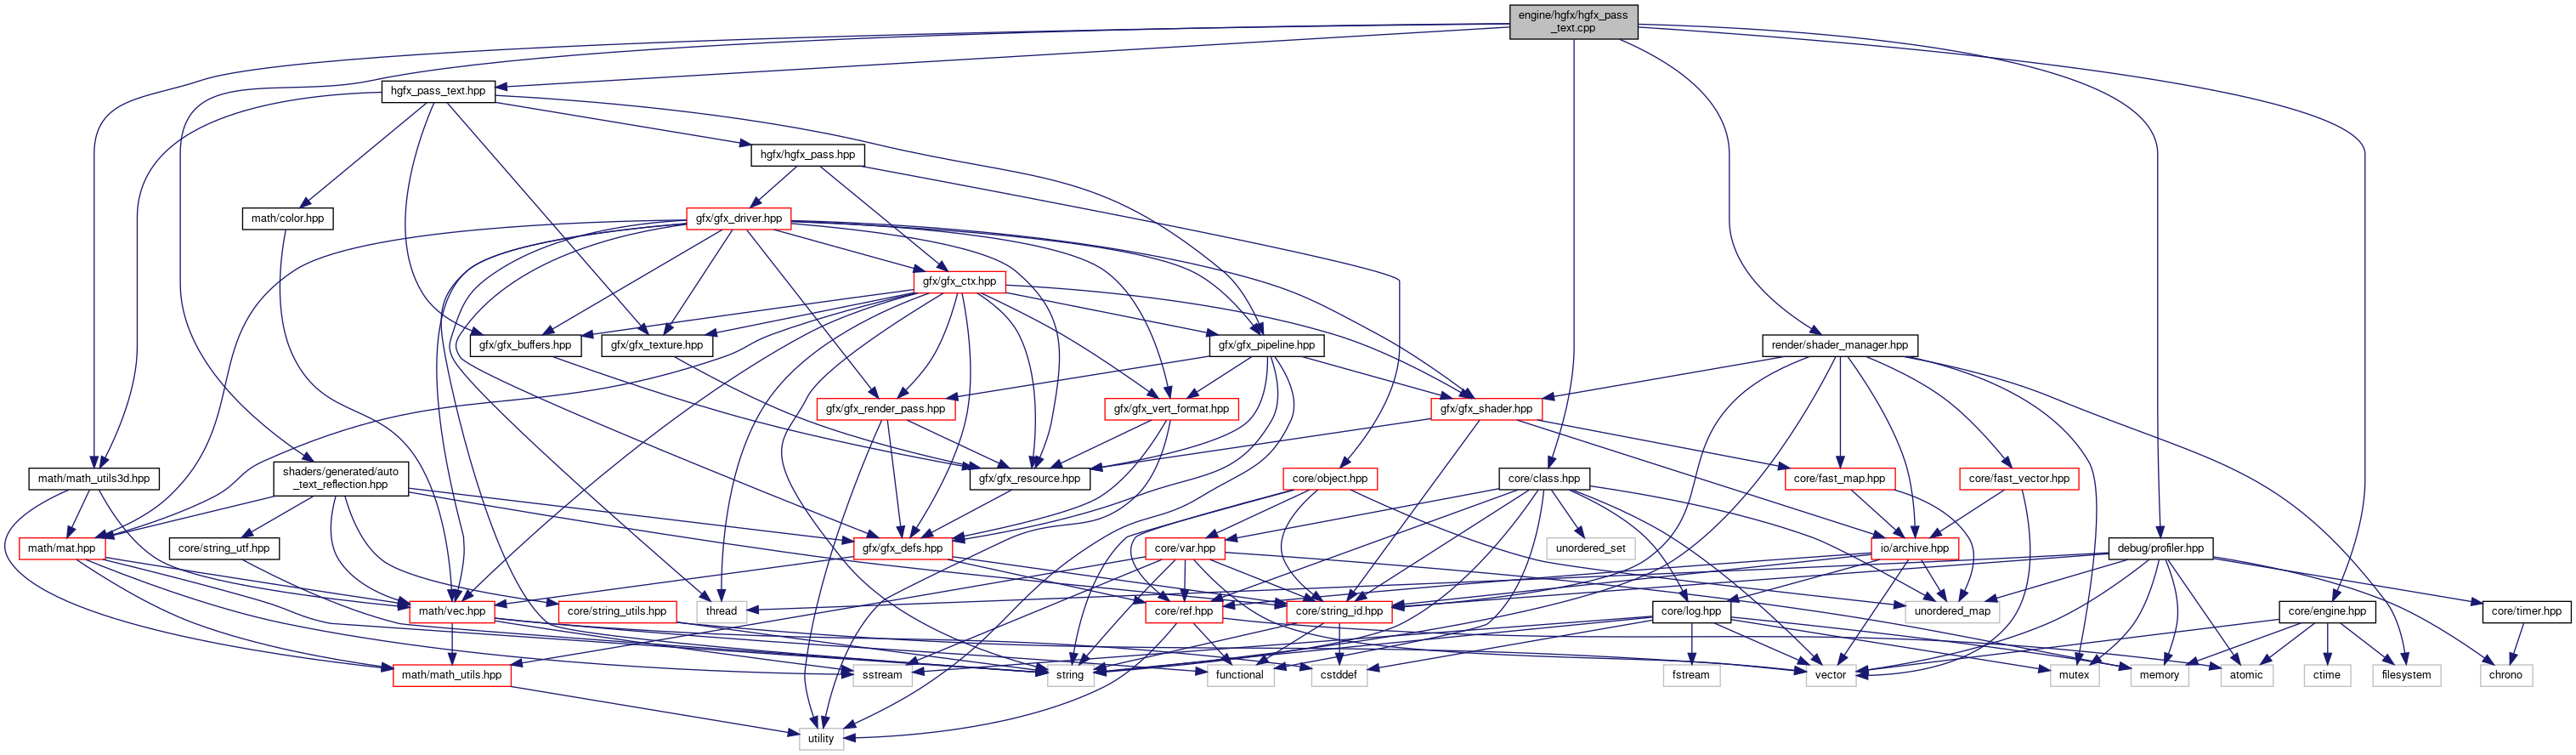 engine/hgfx/hgfx_pass
_text.cpp
hgfx_pass_text.hpp
hgfx/hgfx_pass.hpp
math/color.hpp
gfx/gfx_driver.hpp
gfx/gfx_ctx.hpp
gfx/gfx_buffers.hpp
gfx/gfx_texture.hpp
gfx/gfx_pipeline.hpp
render/shader_manager.hpp
gfx/gfx_render_pass.hpp
gfx/gfx_vert_format.hpp
gfx/gfx_shader.hpp
math/math_utils3d.hpp
shaders/generated/auto
_text_reflection.hpp
gfx/gfx_resource.hpp
core/object.hpp
core/class.hpp
core/fast_map.hpp
core/fast_vector.hpp
math/mat.hpp
core/string_utf.hpp
gfx/gfx_defs.hpp
core/var.hpp
unordered_set
io/archive.hpp
debug/profiler.hpp
math/vec.hpp
core/string_utils.hpp
thread
core/ref.hpp
core/string_id.hpp
core/log.hpp
unordered_map
core/engine.hpp
core/timer.hpp
math/math_utils.hpp
sstream
string
functional
cstddef
fstream
vector
mutex
memory
atomic
ctime
filesystem
chrono
utility